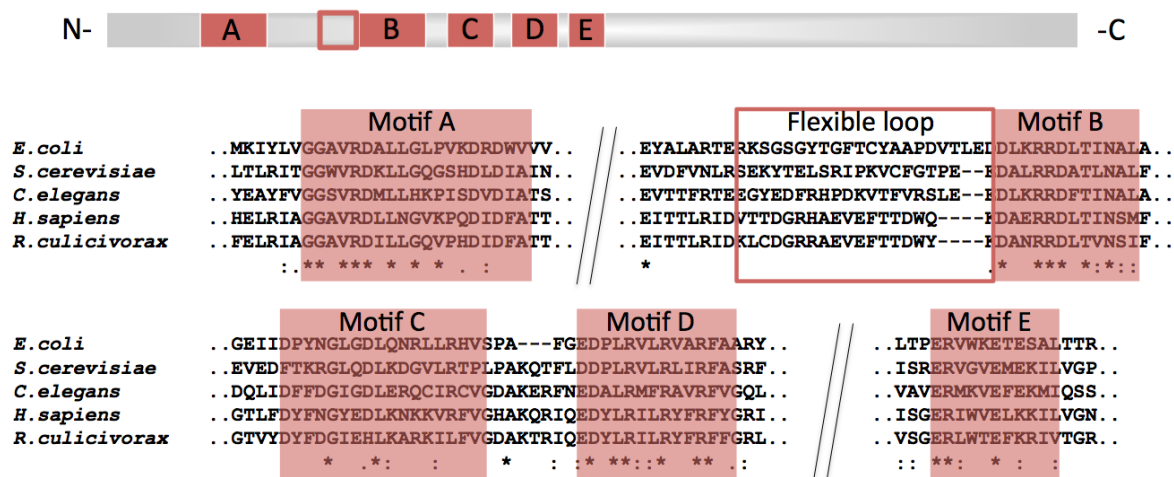 N- A B C D E -C
Motif A Flexible loop Motif B
E.coli ..MKIYLVGGAVRDALLGLPVKDRDWVVV.. ..EYALARTERKSGSGYTGFTCYAAPDVTLEDDLKRRDLTINALA..
S.cerevisiae ..LTLRITGGWVRDKLLGQGSHDLDIAIN.. ..EVDFVNLRSEKYTELSRIPKVCFGTPE--EDALRRDATLNALF..
C.elegans ..YEAYFVGGSVRDMLLHKPISDVDIATS.. ..EVTTFRTEEGYEDFRHPDKVTFVRSLE--EDLKRRDFTINALA..
H.sapiens ..HELRIAGGAVRDLLNGVKPQDIDFATT.. ..EITTLRIDVTTDGRHAEVEFTTDWQ----KDAERRDLTINSMF..
R.culicivorax ..FELRIAGGAVRDILLGQVPHDIDFATT.. ..EITTLRIDKLCDGRRAEVEFTTDWY----EDANRRDLTVNSIF..
:.** *** * * * . : * .* *** *:*::
Motif C Motif D Motif E
E.coli ..GEIIDPYNGLGDLQNRLLRHVSPA---FGEDPLRVLRVARFAARY.. ..LTPERVWKETESALTTR..
S.cerevisiae ..EVEDFTKRGLQDLKDGVLRTPLPAKQTFLDDPLRVLRLIRFASRF.. ..ISRERVGVEMEKILVGP..
C.elegans ..DQLIDFFDGIGDLERQCIRCVGDAKERFNEDALRMFRAVRFVGQL.. ..VAVERMKVEFEKMIQSS..
H.sapiens ..GTLFDYFNGYEDLKNKKVRFVGHAKQRIQEDYLRILRYFRFYGRI.. ..ISGERIWVELKKILVGN..
R.culicivorax ..GTVYDYFDGIEHLKARKILFVGDAKTRIQEDYLRILRYFRFFGRL.. ..VSGERLWTEFKRIVTGR..
* .*: : * : :* **::* ** .: :: **: * : :